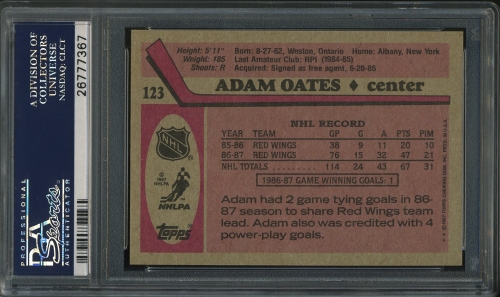 A DIVISION OF
COLLECTORS
UNIVERSE
NASDAQ: CLCT
26777367
PROFESSIONAL
PSA
Sports
AUTHENTICATOR
Height: 5'11" Born: 8-27-62, Weston, Ontario Home: Albany, New York
Weight: 185 Last Amateur Club: RPI (1984-85)
Shoots: R Acquired: Signed as free agent, 6-28-85
123 ADAM OATES ♦ center
NHL RECORD
YEAR TEAM GP G A PTS PIM
85-86 RED WINGS 38 9 11 20 10
86-87 RED WINGS 76 15 32 47 21
NHL TOTALS 114 24 43 67 31
1986-87 GAME WINNING GOALS: 1
Adam had 2 game tying goals in 86-
87 season to share Red Wings team
lead. Adam also was credited with 4
power-play goals.
NHL
© 1987
NHLPA
NHLPA
Topps